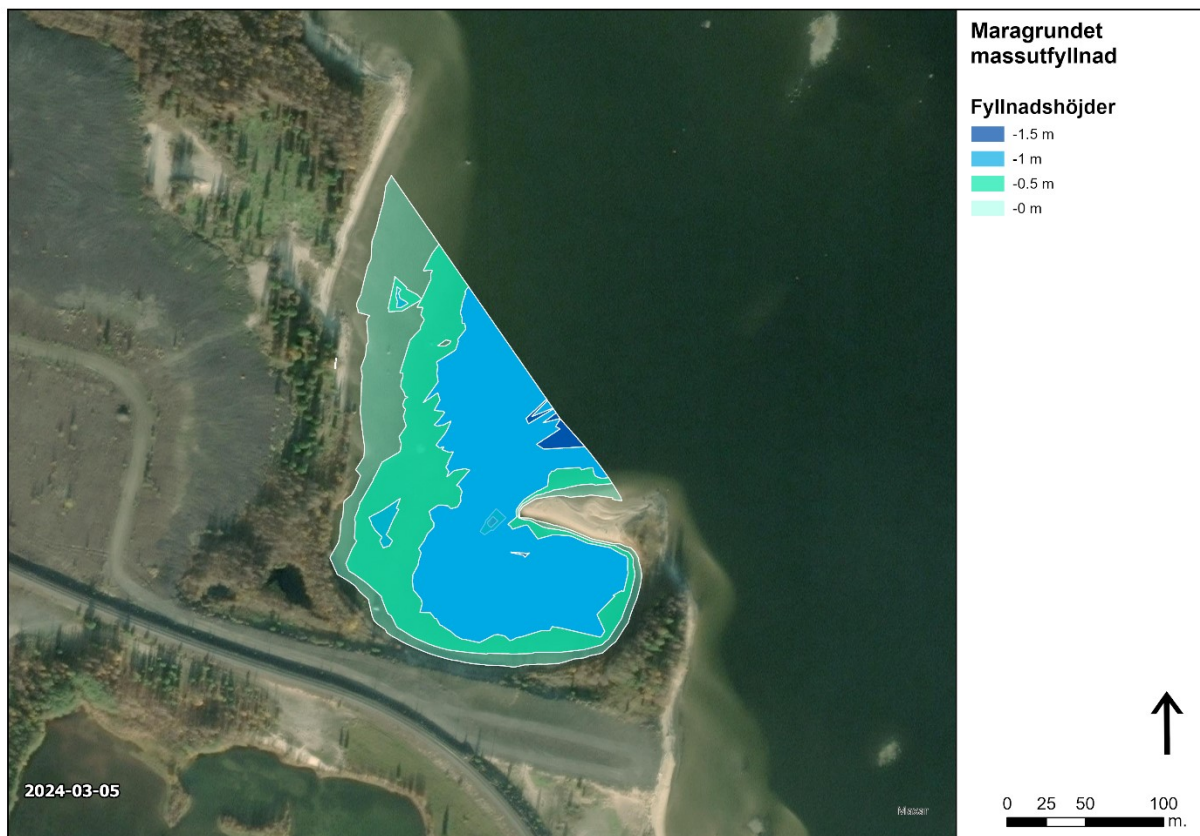 Maragrundet
massutfyllnad
Fyllnadshöjder
-1.5 m
-1 m
-0.5 m
-0 m
2024-03-05
Maxar
0 25 50 100
m.